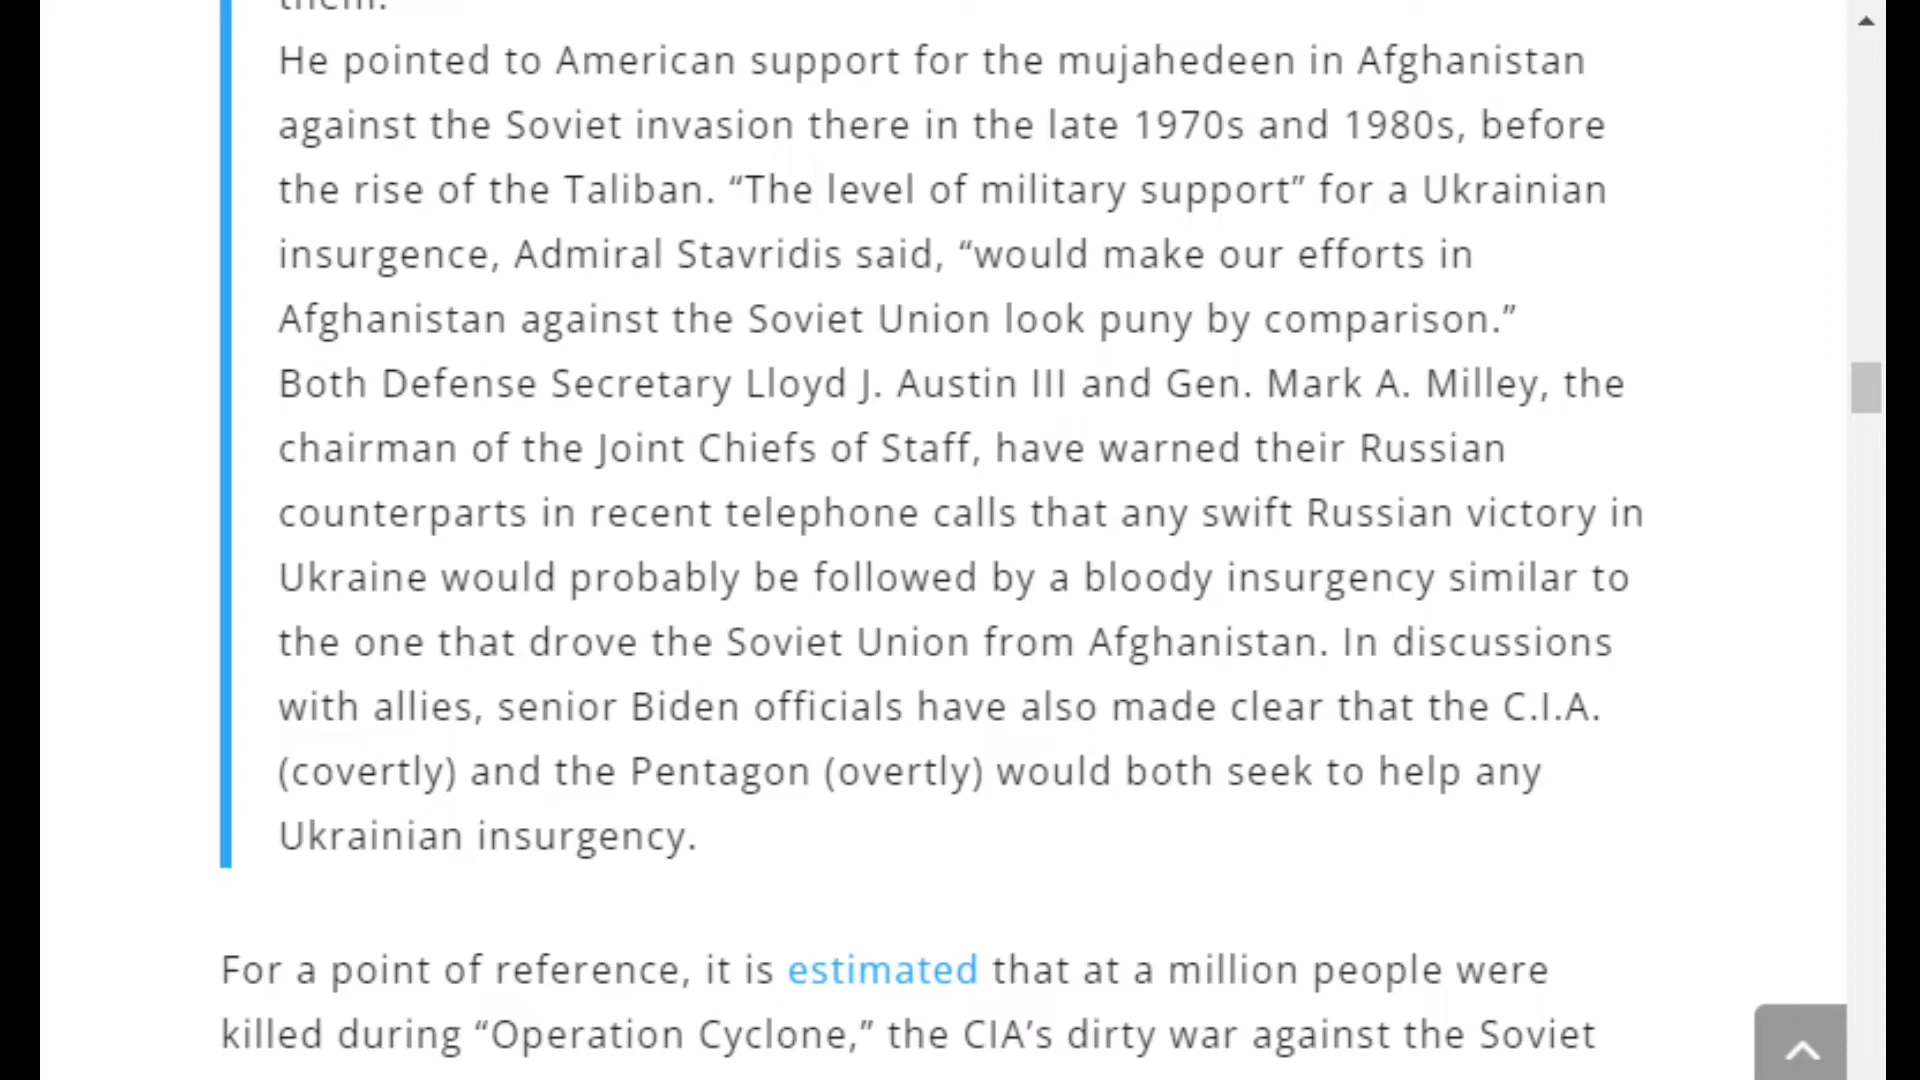 them.
He pointed to American support for the mujahedeen in Afghanistan
against the Soviet invasion there in the late 1970s and 1980s, before
the rise of the Taliban. “The level of military support” for a Ukrainian
insurgence, Admiral Stavridis said, “would make our efforts in
Afghanistan against the Soviet Union look puny by comparison.”
Both Defense Secretary Lloyd J. Austin III and Gen. Mark A. Milley, the
chairman of the Joint Chiefs of Staff, have warned their Russian
counterparts in recent telephone calls that any swift Russian victory in
Ukraine would probably be followed by a bloody insurgency similar to
the one that drove the Soviet Union from Afghanistan. In discussions
with allies, senior Biden officials have also made clear that the C.I.A.
(covertly) and the Pentagon (overtly) would both seek to help any
Ukrainian insurgency.
For a point of reference, it is estimated that at a million people were
killed during “Operation Cyclone,” the CIA’s dirty war against the Soviet